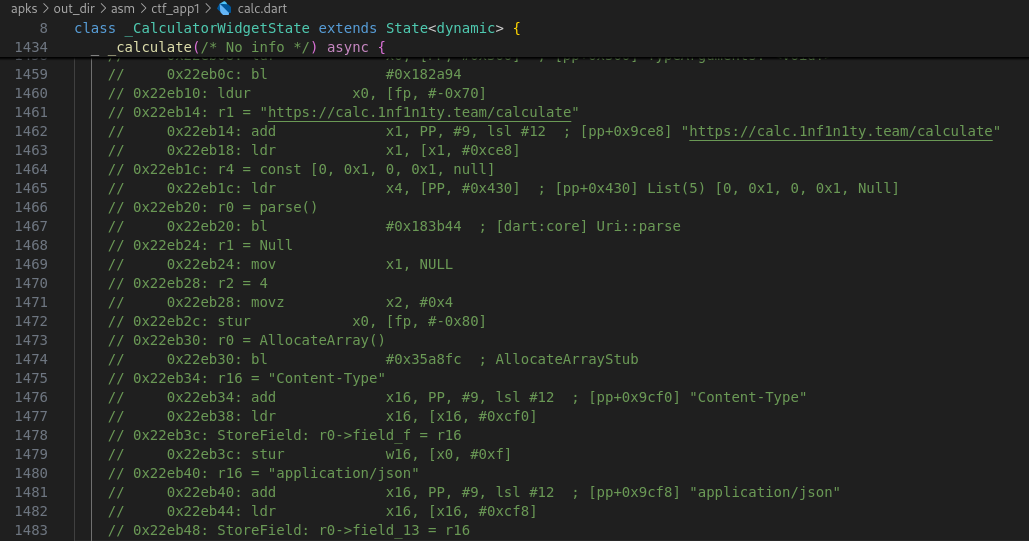 apks > out_dir > asm > ctf_app1 > calc.dart
8 class _CalculatorWidgetState extends State<dynamic> {
1434 _ _calculate(/* No info */) async {
1459 // 0x22eb0c: bl #0x182a94
1460 // 0x22eb10: ldur x0, [fp, #-0x70]
1461 // 0x22eb14: r1 = "https://calc.1nf1n1ty.team/calculate"
1462 // 0x22eb14: add x1, PP, #9, lsl #12 ; [pp+0x9ce8] "https://calc.1nf1n1ty.team/calculate"
1463 // 0x22eb18: ldr x1, [x1, #0xce8]
1464 // 0x22eb1c: r4 = const [0, 0x1, 0, 0x1, null]
1465 // 0x22eb1c: ldr x4, [PP, #0x430] ; [pp+0x430] List(5) [0, 0x1, 0, 0x1, Null]
1466 // 0x22eb20: r0 = parse()
1467 // 0x22eb20: bl #0x183b44 ; [dart:core] Uri::parse
1468 // 0x22eb24: r1 = Null
1469 // 0x22eb24: mov x1, NULL
1470 // 0x22eb28: r2 = 4
1471 // 0x22eb28: movz x2, #0x4
1472 // 0x22eb2c: stur x0, [fp, #-0x80]
1473 // 0x22eb30: r0 = AllocateArray()
1474 // 0x22eb30: bl #0x35a8fc ; AllocateArrayStub
1475 // 0x22eb34: r16 = "Content-Type"
1476 // 0x22eb34: add x16, PP, #9, lsl #12 ; [pp+0x9cf0] "Content-Type"
1477 // 0x22eb38: ldr x16, [x16, #0xcf0]
1478 // 0x22eb3c: StoreField: r0->field_f = r16
1479 // 0x22eb3c: stur w16, [x0, #0xf]
1480 // 0x22eb40: r16 = "application/json"
1481 // 0x22eb40: add x16, PP, #9, lsl #12 ; [pp+0x9cf8] "application/json"
1482 // 0x22eb44: ldr x16, [x16, #0xcf8]
1483 // 0x22eb48: StoreField: r0->field_13 = r16